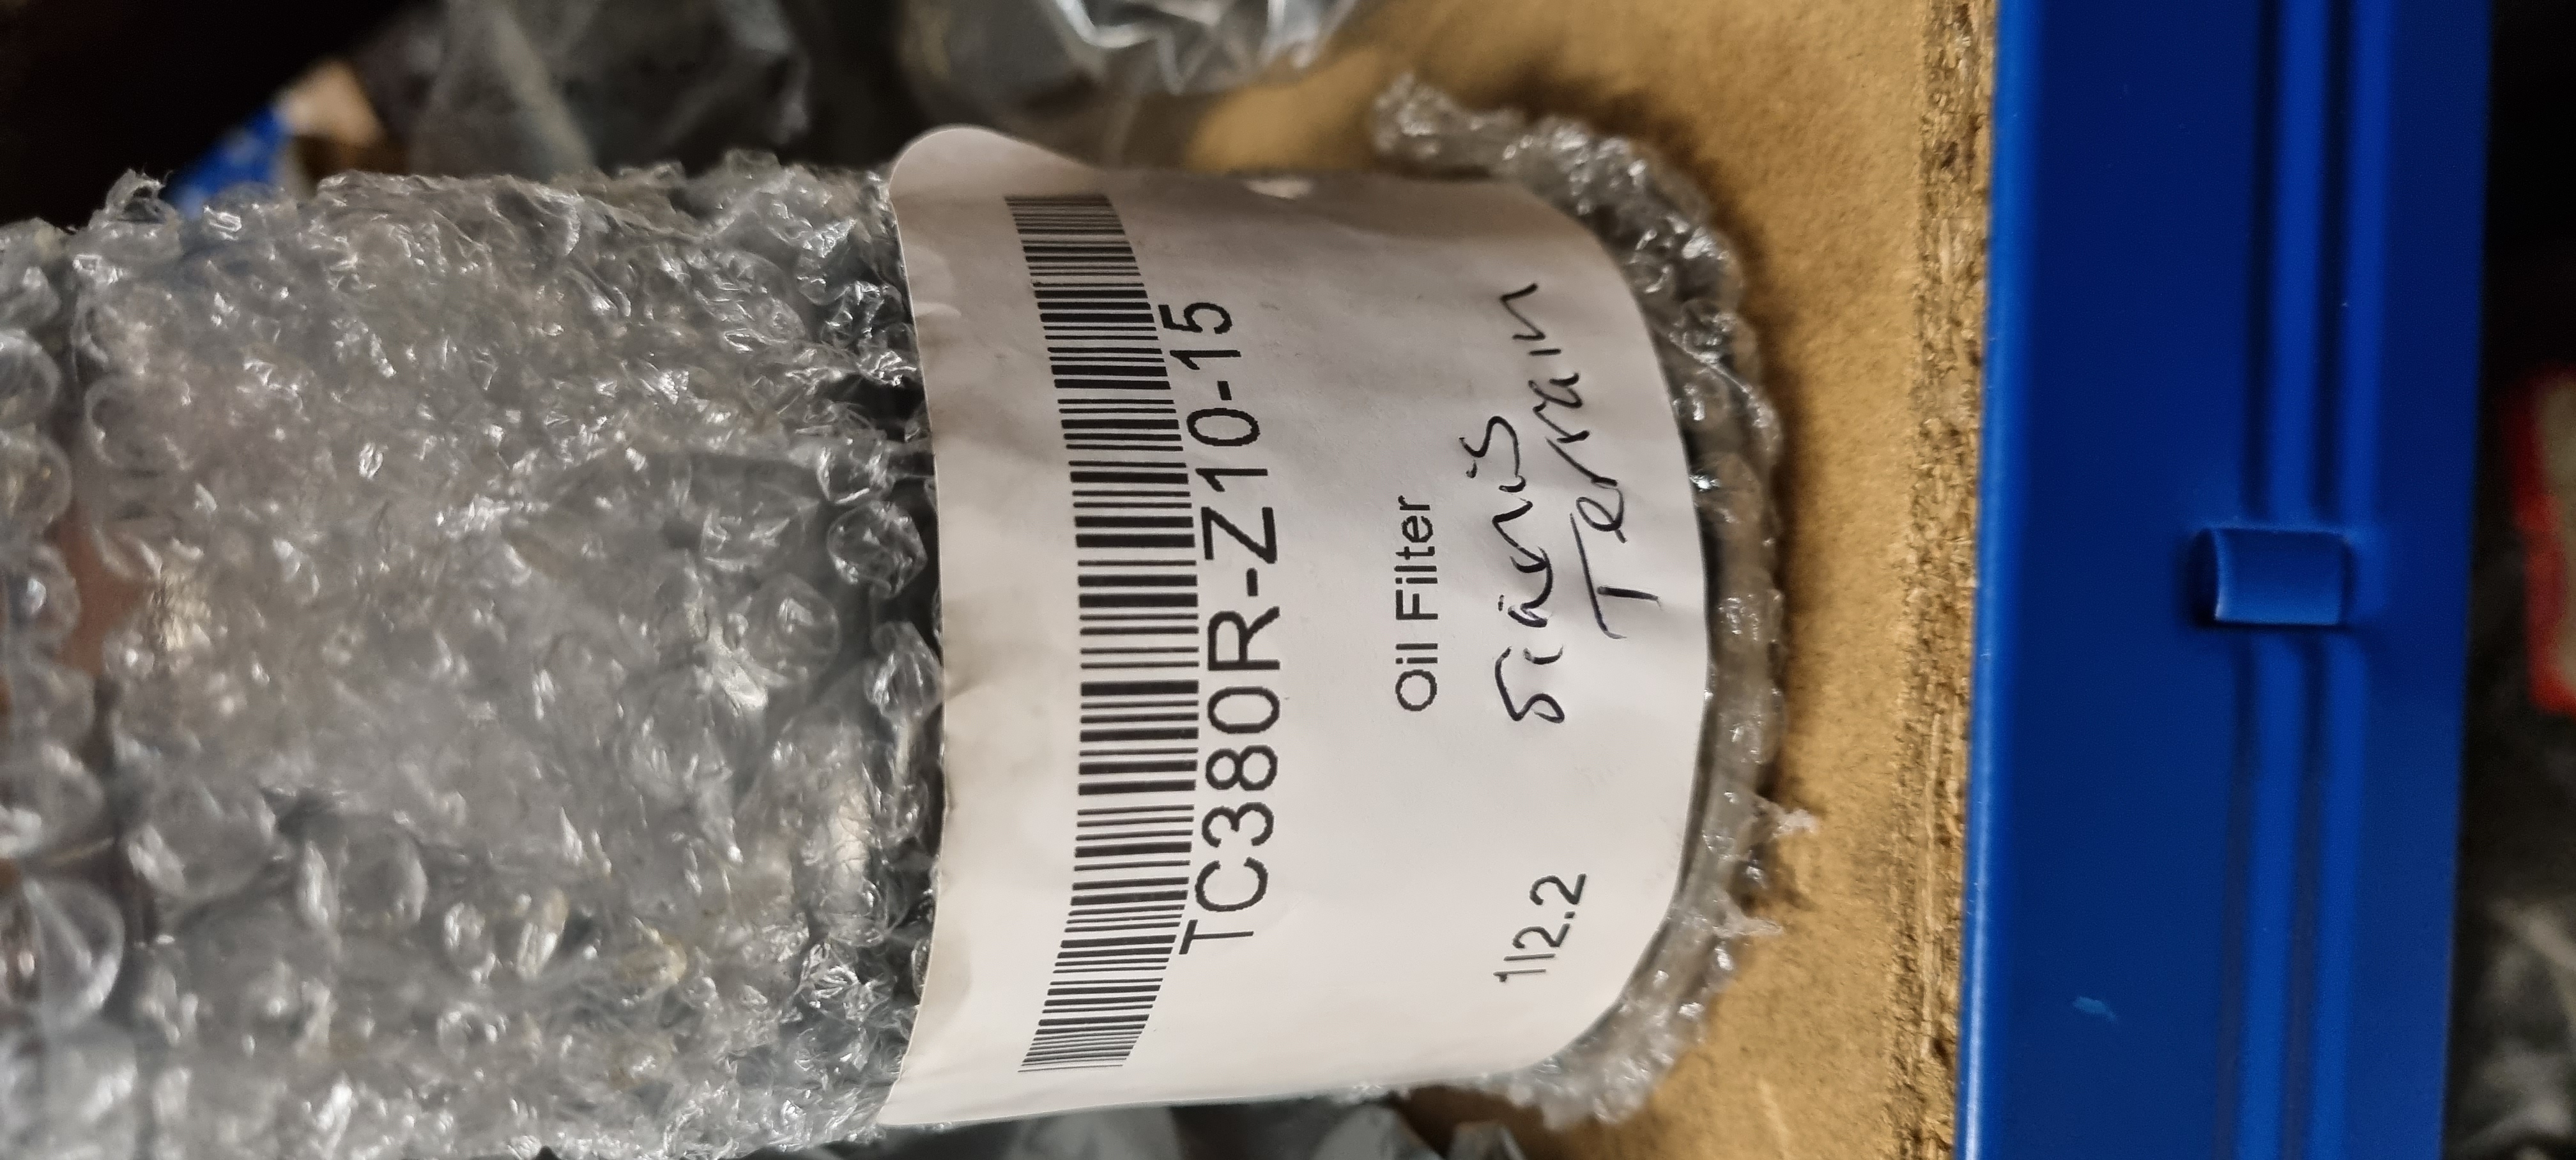 TC380R-Z10-15
Oil Filter
Terrain
112.2